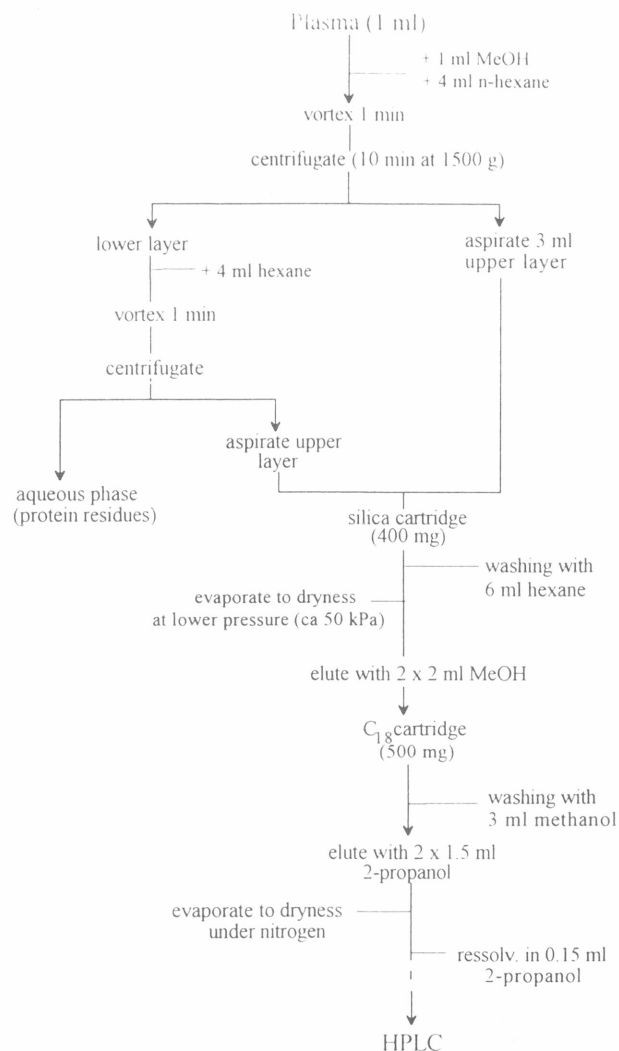 Plasma (1 ml)
+ 1 ml MeOH
+ 4 ml n-hexane
vortex 1 min
centrifugate (10 min at 1500 g)
lower layer
+ 4 ml hexane
vortex 1 min
centrifugate
aspirate 3 ml
upper layer
aspirate upper
layer
aqueous phase
(protein residues)
silica cartridge
(400 mg)
washing with
6 ml hexane
evaporate to dryness
at lower pressure (ca 50 kPa)
elute with 2 x 2 ml MeOH
C18 cartridge
(500 mg)
washing with
3 ml methanol
elute with 2 x 1.5 ml
2-propanol
evaporate to dryness
under nitrogen
ressolv. in 0.15 ml
2-propanol
HPLC